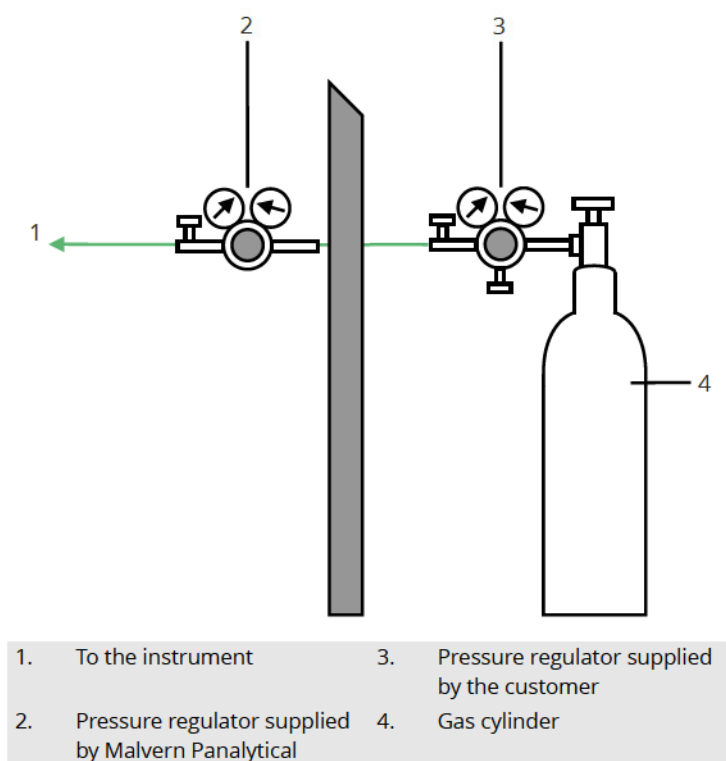 2
3
1
4
1. To the instrument
3. Pressure regulator supplied
by the customer
2. Pressure regulator supplied
by Malvern Panalytical
4. Gas cylinder